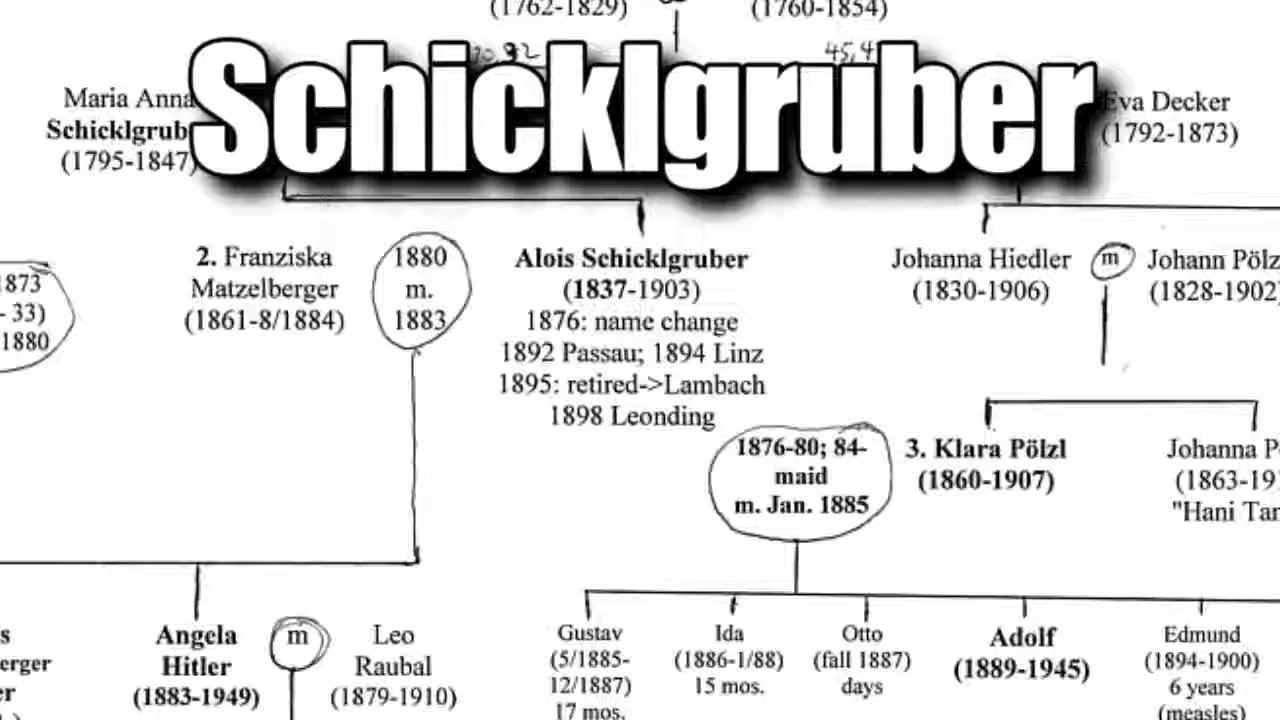 (1762-1829)
(1760-1854)
45,4
Schicklgruber
Maria Anna
Schicklgrub
(1795-1847)
Eva Decker
(1792-1873)
1873
- 33)
1880
2. Franziska
Matzelberger
(1861-8/1884)
1880
m.
1883
Alois Schicklgruber
(1837-1903)
1876: name change
1892 Passau; 1894 Linz
1895: retired->Lambach
1898 Leonding
Johanna Hiedler
(1830-1906)
m
Johann Pölz
(1828-1902)
1876-80; 84-
maid
m. Jan. 1885
3. Klara Pölzl
(1860-1907)
Johanna P
(1863-19
"Hani Tan
s
erger
er
Angela
Hitler
(1883-1949)
m
Leo
Raubal
(1879-1910)
Gustav
(5/1885-
12/1887)
17 mos.
Ida
(1886-1/88)
15 mos.
Otto
(fall 1887)
days
Adolf
(1889-1945)
Edmund
(1894-1900)
6 years
(measles)